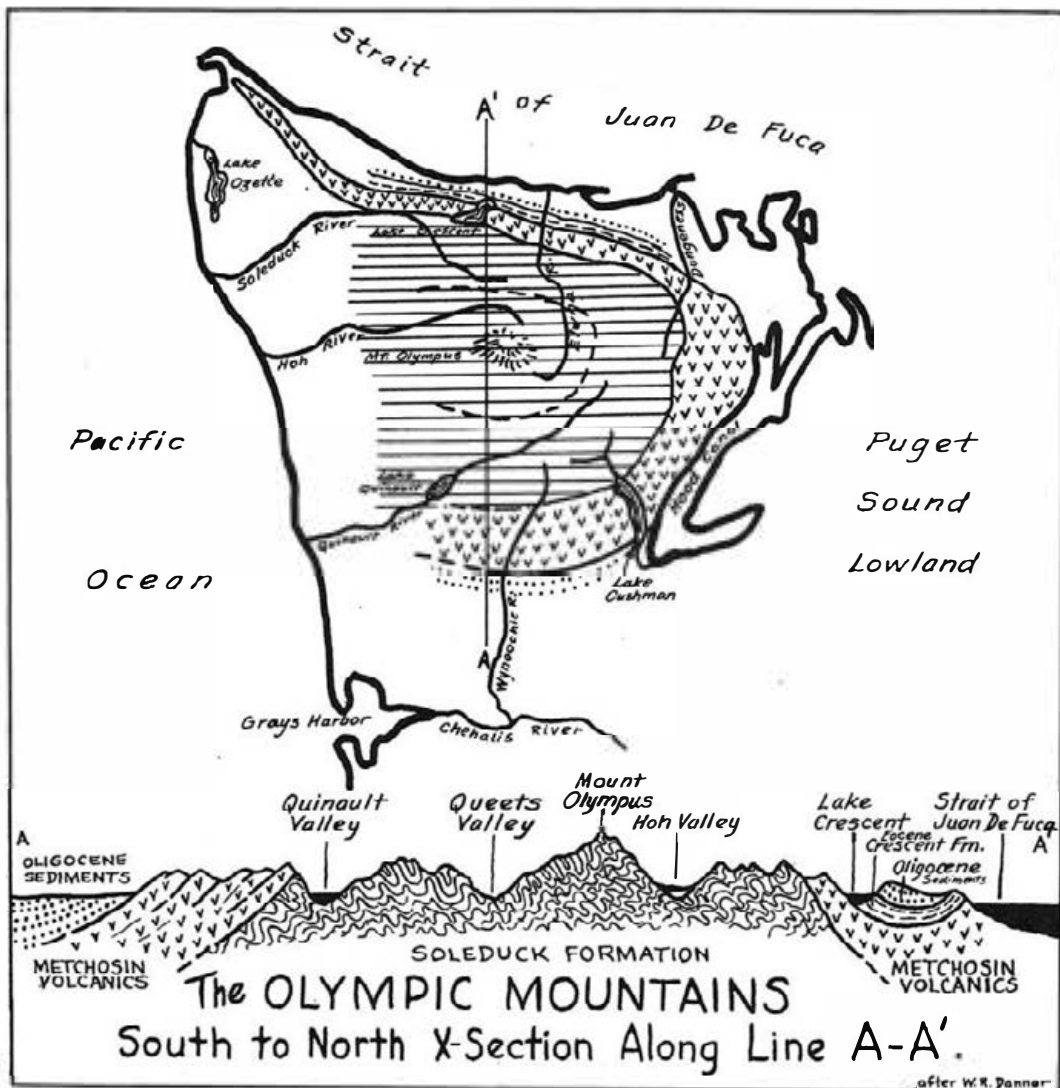 Strait
A' of
Juan De Fuca
Lake
Ozette
Soleduck River
Lake Crescent
Elwha R.
Dungeness
Hoh River
Mt. Olympus
Pacific
Ocean
Puget
Sound
Lowland
Hood Canal
Lake
Quinault
Quinault River
Lake
Cushman
Wynoochie R.
A
Grays Harbor
Chehalis River
Quinault
Valley
Queets
Valley
Mount
Olympus
Hoh Valley
Lake
Crescent
Eocene
Crescent Fm.
Oligocene
Sediments
Strait of
Juan De Fuca
A
A'
OLIGOCENE
SEDIMENTS
SOLEDUCK FORMATION
METCHOSIN
VOLCANICS
METCHOSIN
VOLCANICS
The OLYMPIC MOUNTAINS
South to North X-Section Along Line A-A'.
after W.R. Danner